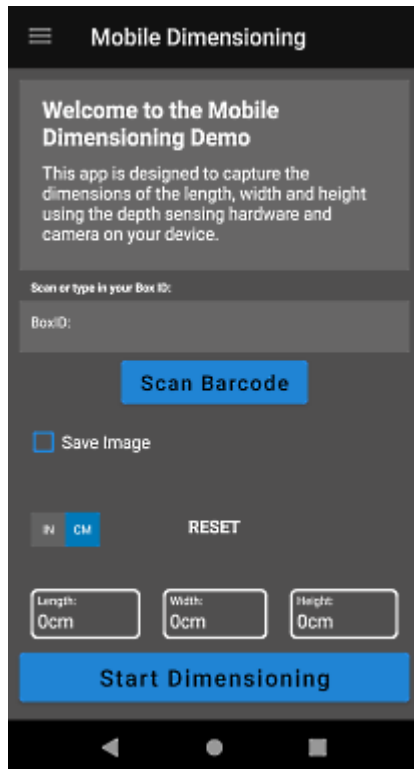 Mobile Dimensioning
Welcome to the Mobile
Dimensioning Demo
This app is designed to capture the
dimensions of the length, width and height
using the depth sensing hardware and
camera on your device.
Scan or type in your Box ID:
BoxID:
Scan Barcode
Save Image
IN CM RESET
Length: Width: Height:
0cm 0cm 0cm
Start Dimensioning